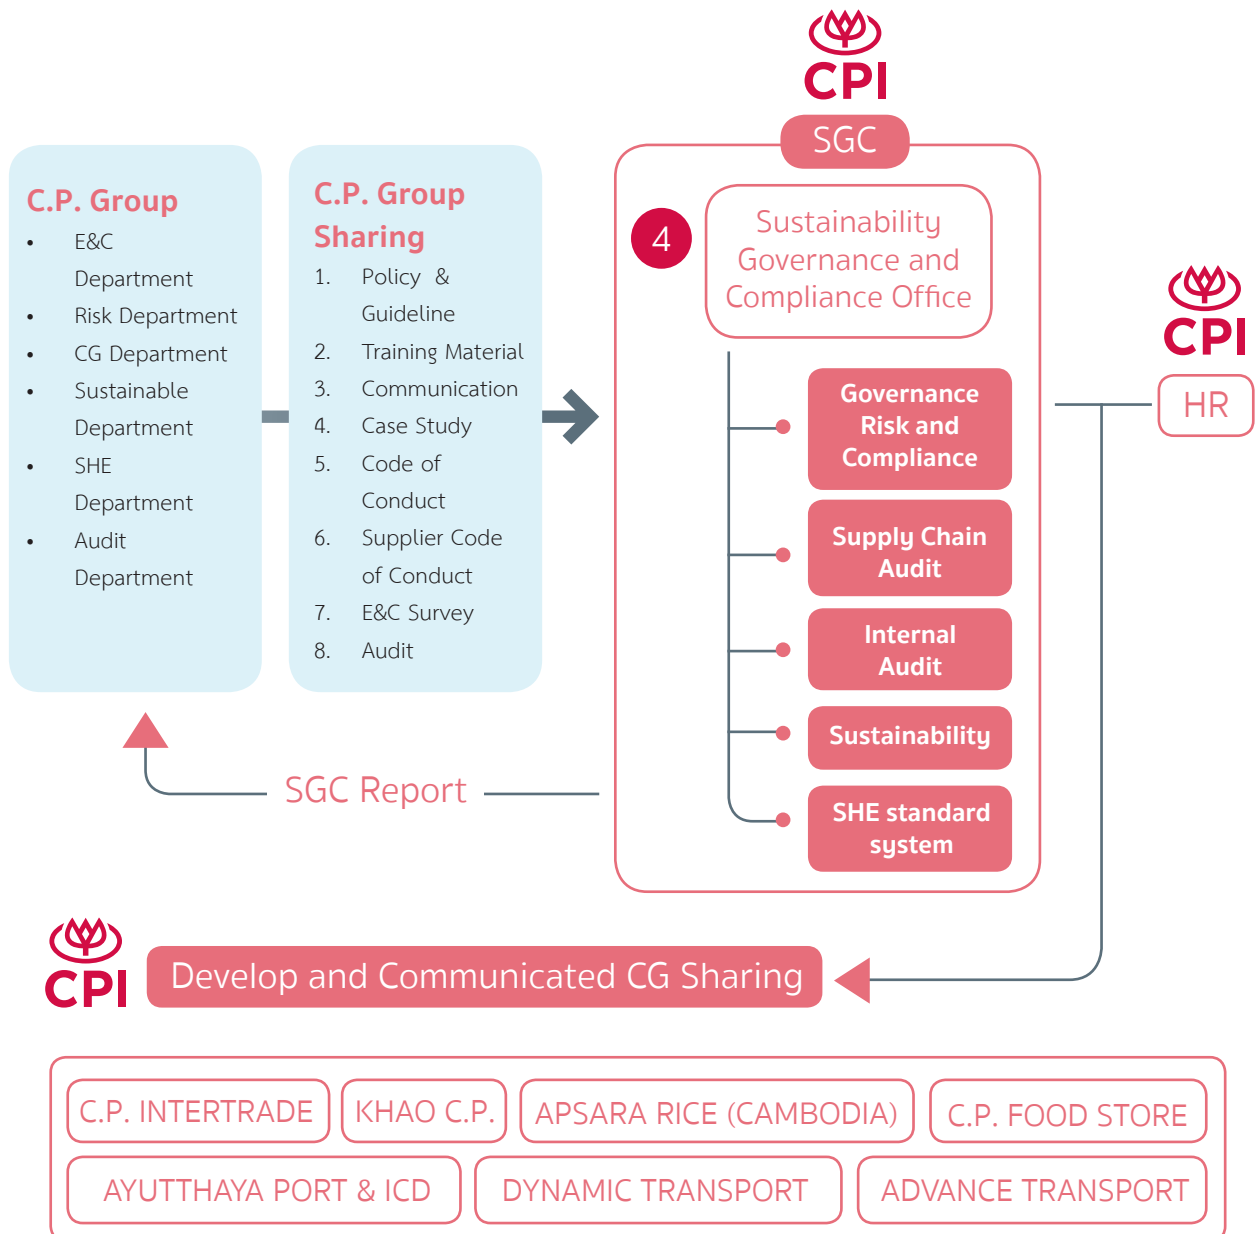 CPI
SGC
C.P. Group
• E&C
Department
• Risk Department
• CG Department
• Sustainable
Department
• SHE
Department
• Audit
Department
C.P. Group
Sharing
1. Policy &
Guideline
2. Training Material
3. Communication
4. Case Study
5. Code of
Conduct
6. Supplier Code
of Conduct
7. E&C Survey
8. Audit
4
Sustainability
Governance and
Compliance Office
Governance
Risk and
Compliance
Supply Chain
Audit
Internal
Audit
Sustainability
SHE standard
system
CPI
HR
SGC Report
CPI
Develop and Communicated CG Sharing
C.P. INTERTRADE
KHAO C.P.
APSARA RICE (CAMBODIA)
C.P. FOOD STORE
AYUTTHAYA PORT & ICD
DYNAMIC TRANSPORT
ADVANCE TRANSPORT